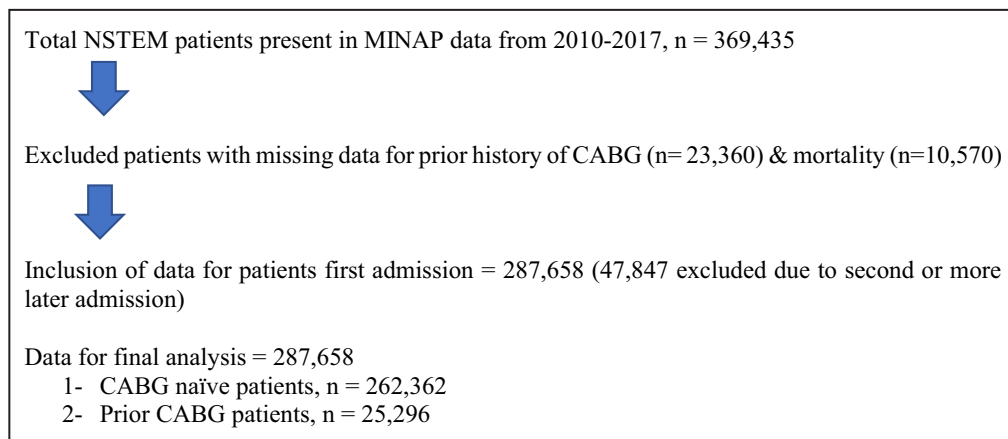 Total NSTEM patients present in MINAP data from 2010-2017, n = 369,435
Excluded patients with missing data for prior history of CABG (n= 23,360) & mortality (n=10,570)
Inclusion of data for patients first admission = 287,658 (47,847 excluded due to second or more
later admission)
Data for final analysis = 287,658
1- CABG naïve patients, n = 262,362
2- Prior CABG patients, n = 25,296